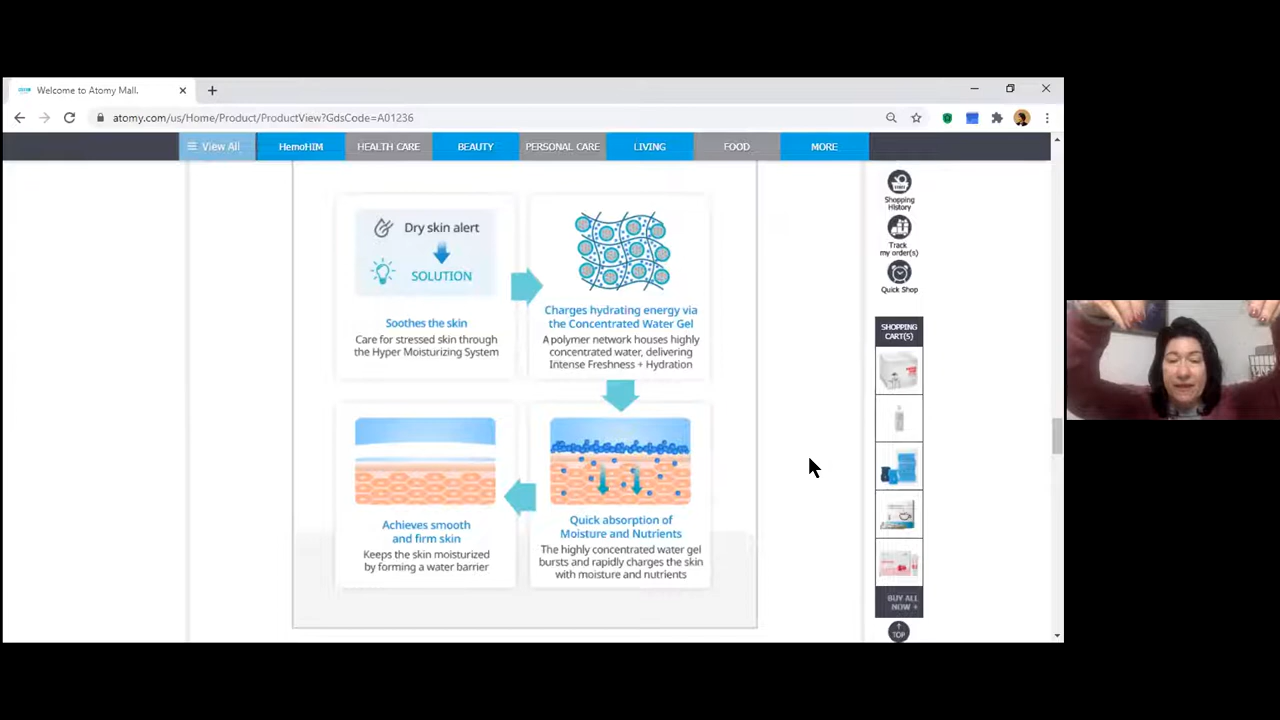 Welcome to Atomy Mall.
atomy.com/us/Home/Product/ProductView?GdsCode=A01236
View All
HemoHIM
HEALTH CARE
BEAUTY
PERSONAL CARE
LIVING
FOOD
MORE
Dry skin alert
SOLUTION
Soothes the skin
Care for stressed skin through
the Hyper Moisturizing System
Charges hydrating energy via
the Concentrated Water Gel
A polymer network houses highly
concentrated water, delivering
Intense Freshness + Hydration
Achieves smooth
and firm skin
Keeps the skin moisturized
by forming a water barrier
Quick absorption of
Moisture and Nutrients
The highly concentrated water gel
bursts and rapidly charges the skin
with moisture and nutrients
Shopping
History
Track
my order(s)
Quick Shop
SHOPPING
CART(S)
BUY ALL
NOW +
TOP